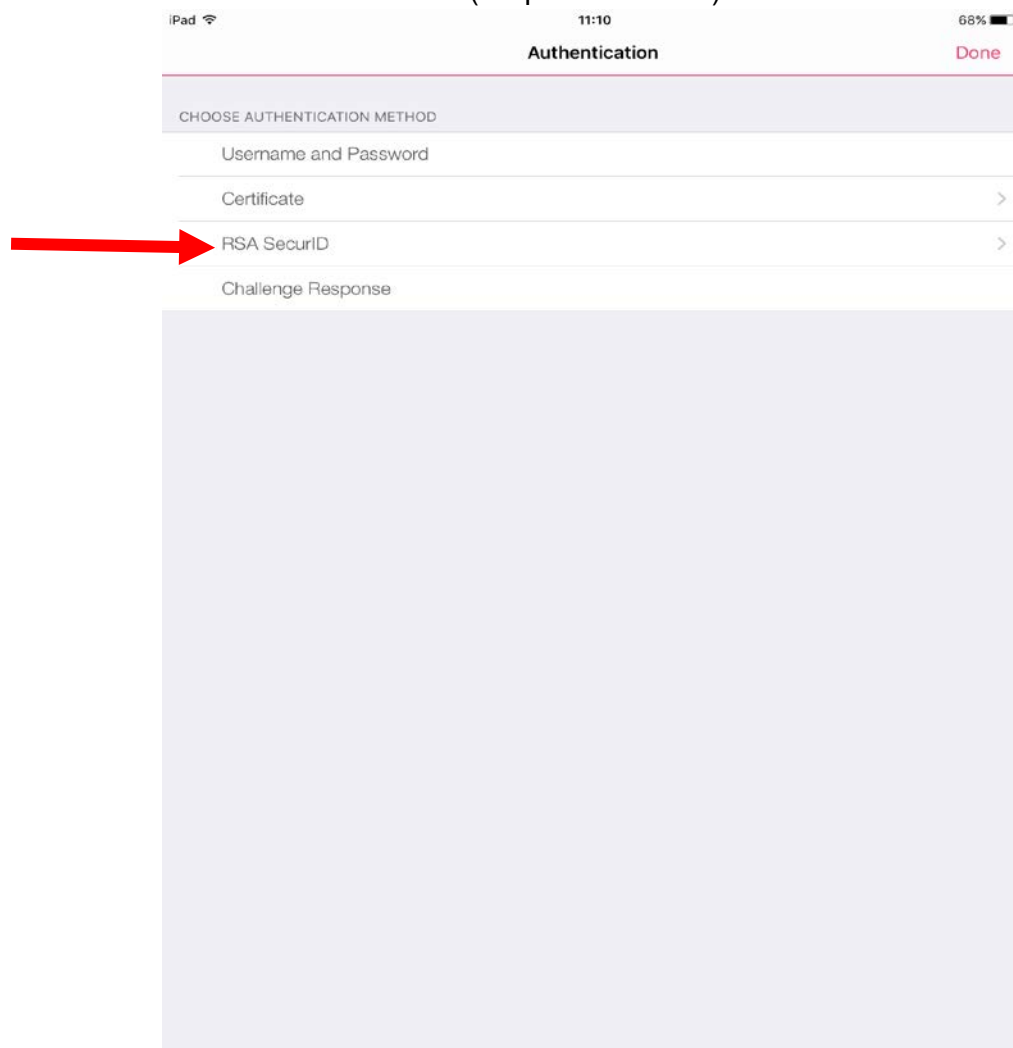 iPad 11:10 68%
Authentication Done
CHOOSE AUTHENTICATION METHOD
Username and Password
Certificate
RSA SecurID
Challenge Response